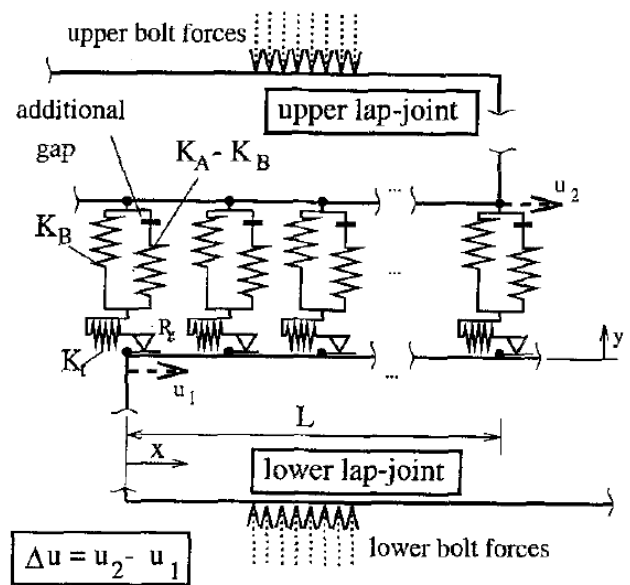 upper bolt forces
upper lap-joint
additional
gap
K_A - K_B
u_2
K_B
...
...
K_t
y
u_1
...
L
x
lower lap-joint
Δu = u_2 - u_1
lower bolt forces